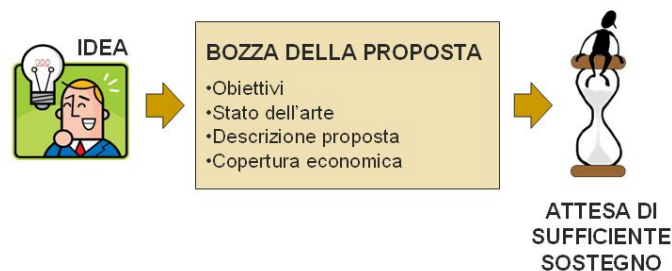 IDEA
BOZZA DELLA PROPOSTA
•Obiettivi
•Stato dell'arte
•Descrizione proposta
•Copertura economica
ATTESA DI
SUFFICIENTE
SOSTEGNO